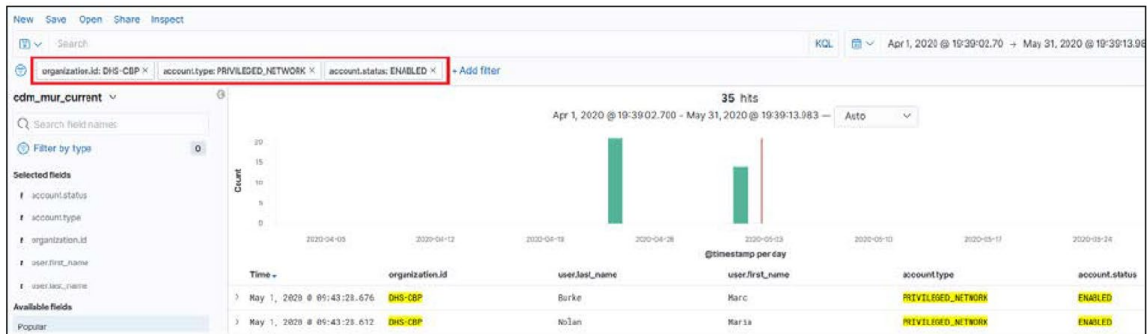 New Save Open Share Inspect
Search KQL Apr 1, 2020 @ 19:39:02.70 → May 31, 2020 @ 19:39:13.98
organization.id: DHS-CBP × account.type: PRIVILEGED_NETWORK × account.status: ENABLED × + Add filter
cdm_mur_current
35 hits
Search field names
Apr 1, 2020 @ 19:39:02.700 - May 31, 2020 @ 19:39:13.983 — Auto
Filter by type 0
20
15
10
5
0
Count
Selected fields
t account.status
t account.type
t organization.id
t user.first_name
t user.last_name
2020-04-05 2020-04-12 2020-04-19 2020-04-26 2020-05-03 2020-05-10 2020-05-17 2020-05-24
@timestamp per day
Time organization.id user.last_name user.first_name account.type account.status
Available fields
Popular
> May 1, 2020 @ 09:43:28.676 DHS-CBP Burke Marc PRIVILEGED_NETWORK ENABLED
> May 1, 2020 @ 09:43:23.612 DHS-CBP Nolan Maria PRIVILEGED_NETWORK ENABLED